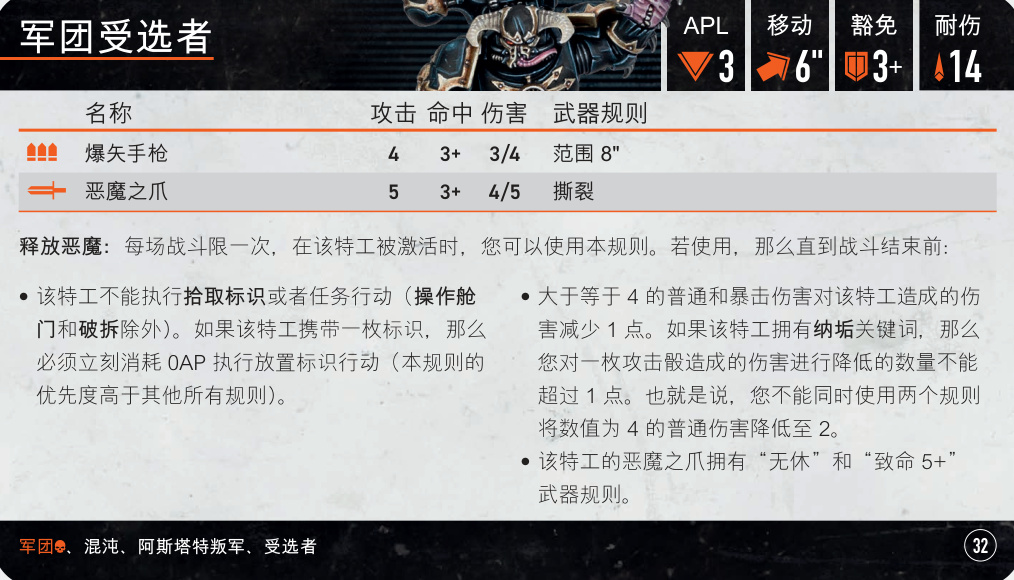 军团受选者
APL 移动 豁免 耐伤
3 6" 3+ 14
名称 攻击 命中 伤害 武器规则
爆矢手枪 4 3+ 3/4 范围 8"
恶魔之爪 5 3+ 4/5 撕裂
释放恶魔：每场战斗限一次，在该特工被激活时，您可以使用本规则。若使用，那么直到战斗结束前：
• 该特工不能执行拾取标识或者任务行动（操作舱
门和破拆除外）。如果该特工携带一枚标识，那么
必须立刻消耗 0AP 执行放置标识行动（本规则的
优先度高于其他所有规则）。
• 大于等于 4 的普通和暴击伤害对该特工造成的伤
害减少 1 点。如果该特工拥有纳垢关键词，那么
您对一枚攻击骰造成的伤害进行降低的数量不能
超过 1 点。也就是说，您不能同时使用两个规则
将数值为 4 的普通伤害降低至 2。
• 该特工的恶魔之爪拥有“无休”和“致命 5+”
武器规则。
军团、混沌、阿斯塔特叛军、受选者
32